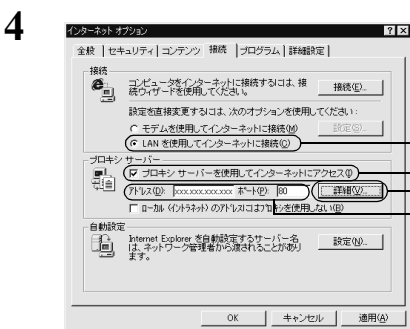 4
インターネット オプション
全般 セキュリティ コンテンツ 接続 プログラム 詳細設定
接続
コンピュータをインターネットに接続するには、接
続ウィザードを使用してください。
接続(E)...
設定を直接変更するには、次のオプションを使用してください:
モデムを使用してインターネットに接続(M)
設定(S)...
LAN を使用してインターネットに接続(C)
プロキシ サーバー
プロキシ サーバーを使用してインターネットにアクセス(I)
アドレス(D): xxx.xxx.xxx.xxx ポート(P): 80 詳細(V)...
ローカル (イントラネット) のアドレスにはプロキシを使用しない(B)
自動設定
Internet Explorer を自動設定するサーバー名
は、ネットワーク管理者から渡されることがあり
ます。
設定(N)...
OK キャンセル 適用(A)